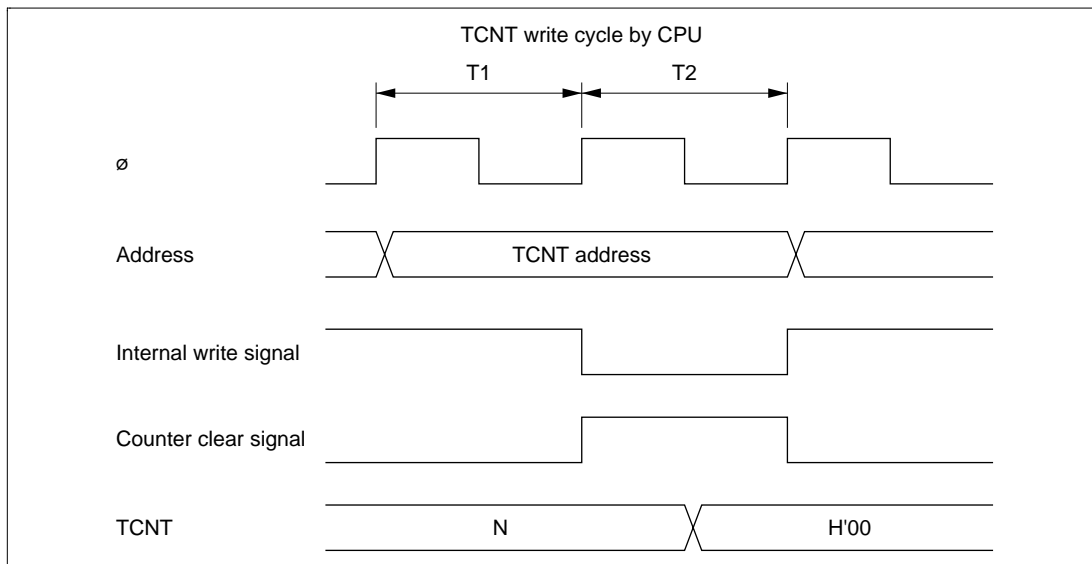 TCNT write cycle by CPU
T1 T2
ø
Address TCNT address
Internal write signal
Counter clear signal
TCNT N H'00